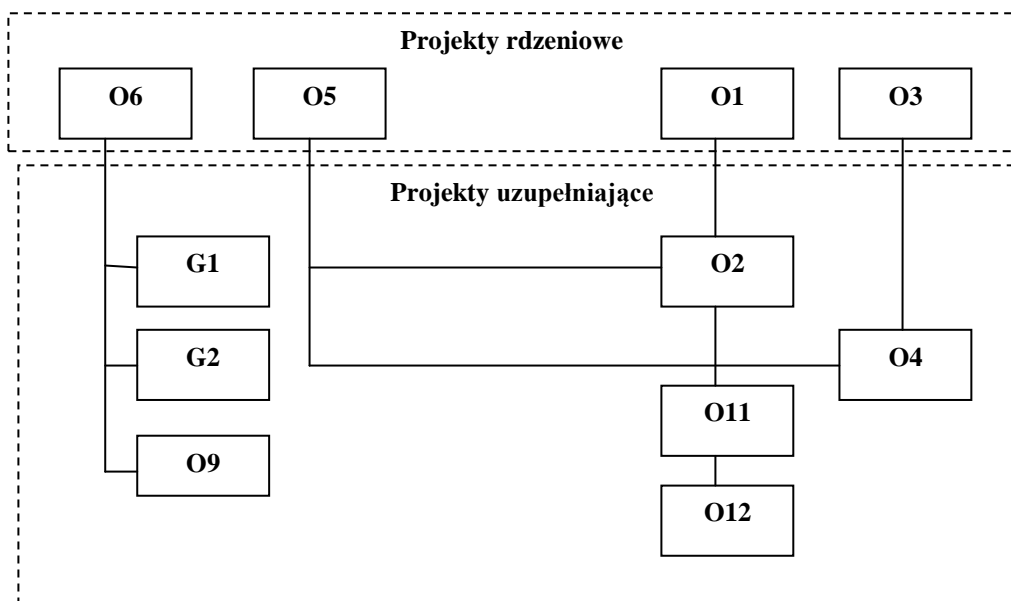 Projekty rdzeniowe
O6
O5
O1
O3
Projekty uzupełniające
G1
O2
G2
O4
O11
O9
O12